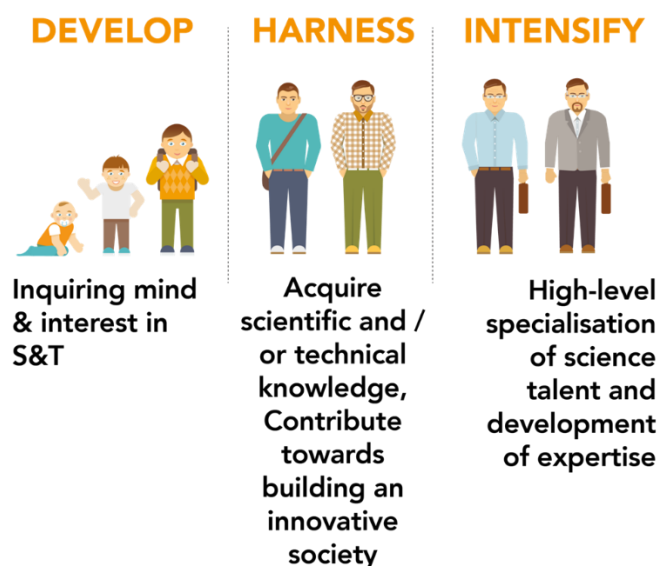 DEVELOP
Inquiring mind
& interest in
S&T
HARNESS
Acquire
scientific and /
or technical
knowledge,
Contribute
towards
building an
innovative
society
INTENSIFY
High-level
specialisation
of science
talent and
development
of expertise